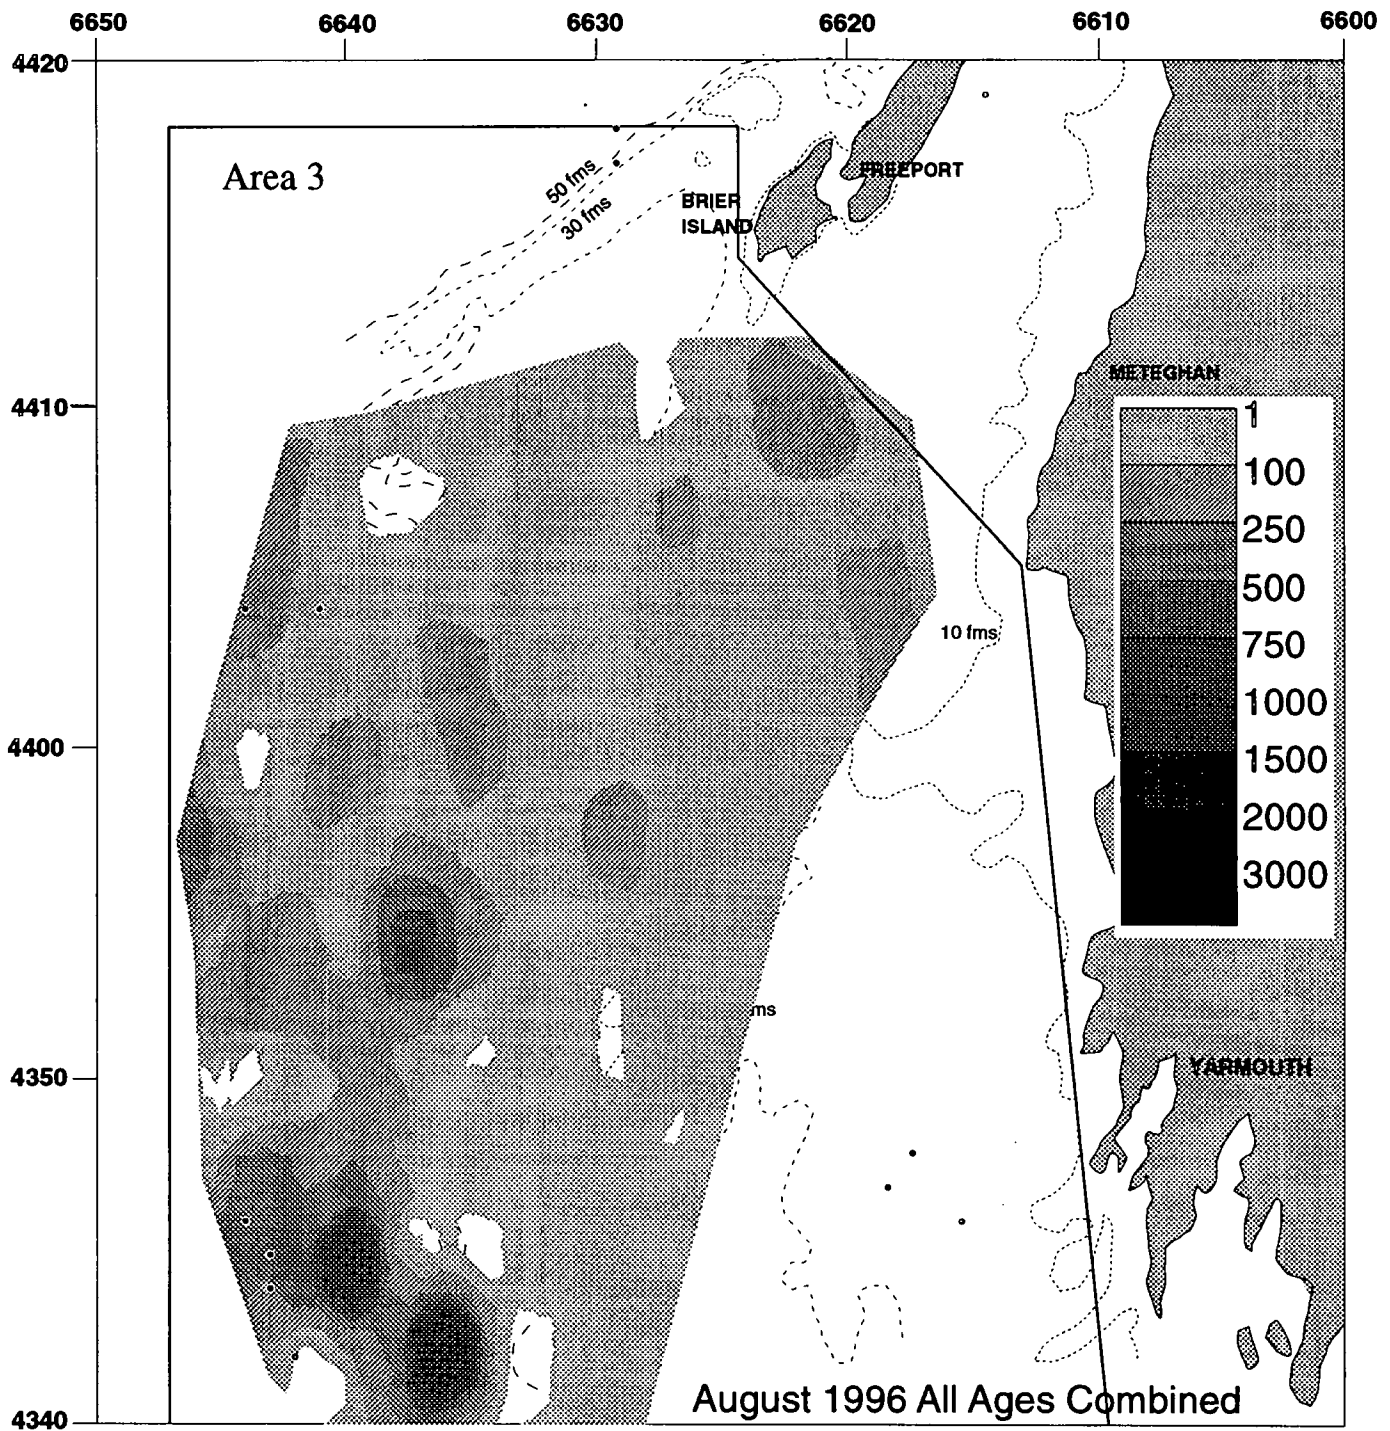 6650 6640 6630 6620 6610 6600
4420
Area 3
50 fms
30 fms
BRIER
ISLAND
FREEPORT
METEGHAN
4410
1
100
250
500
750
1000
1500
2000
3000
10 fms
4400
ms
4350
YARMOUTH
August 1996 All Ages Combined
4340